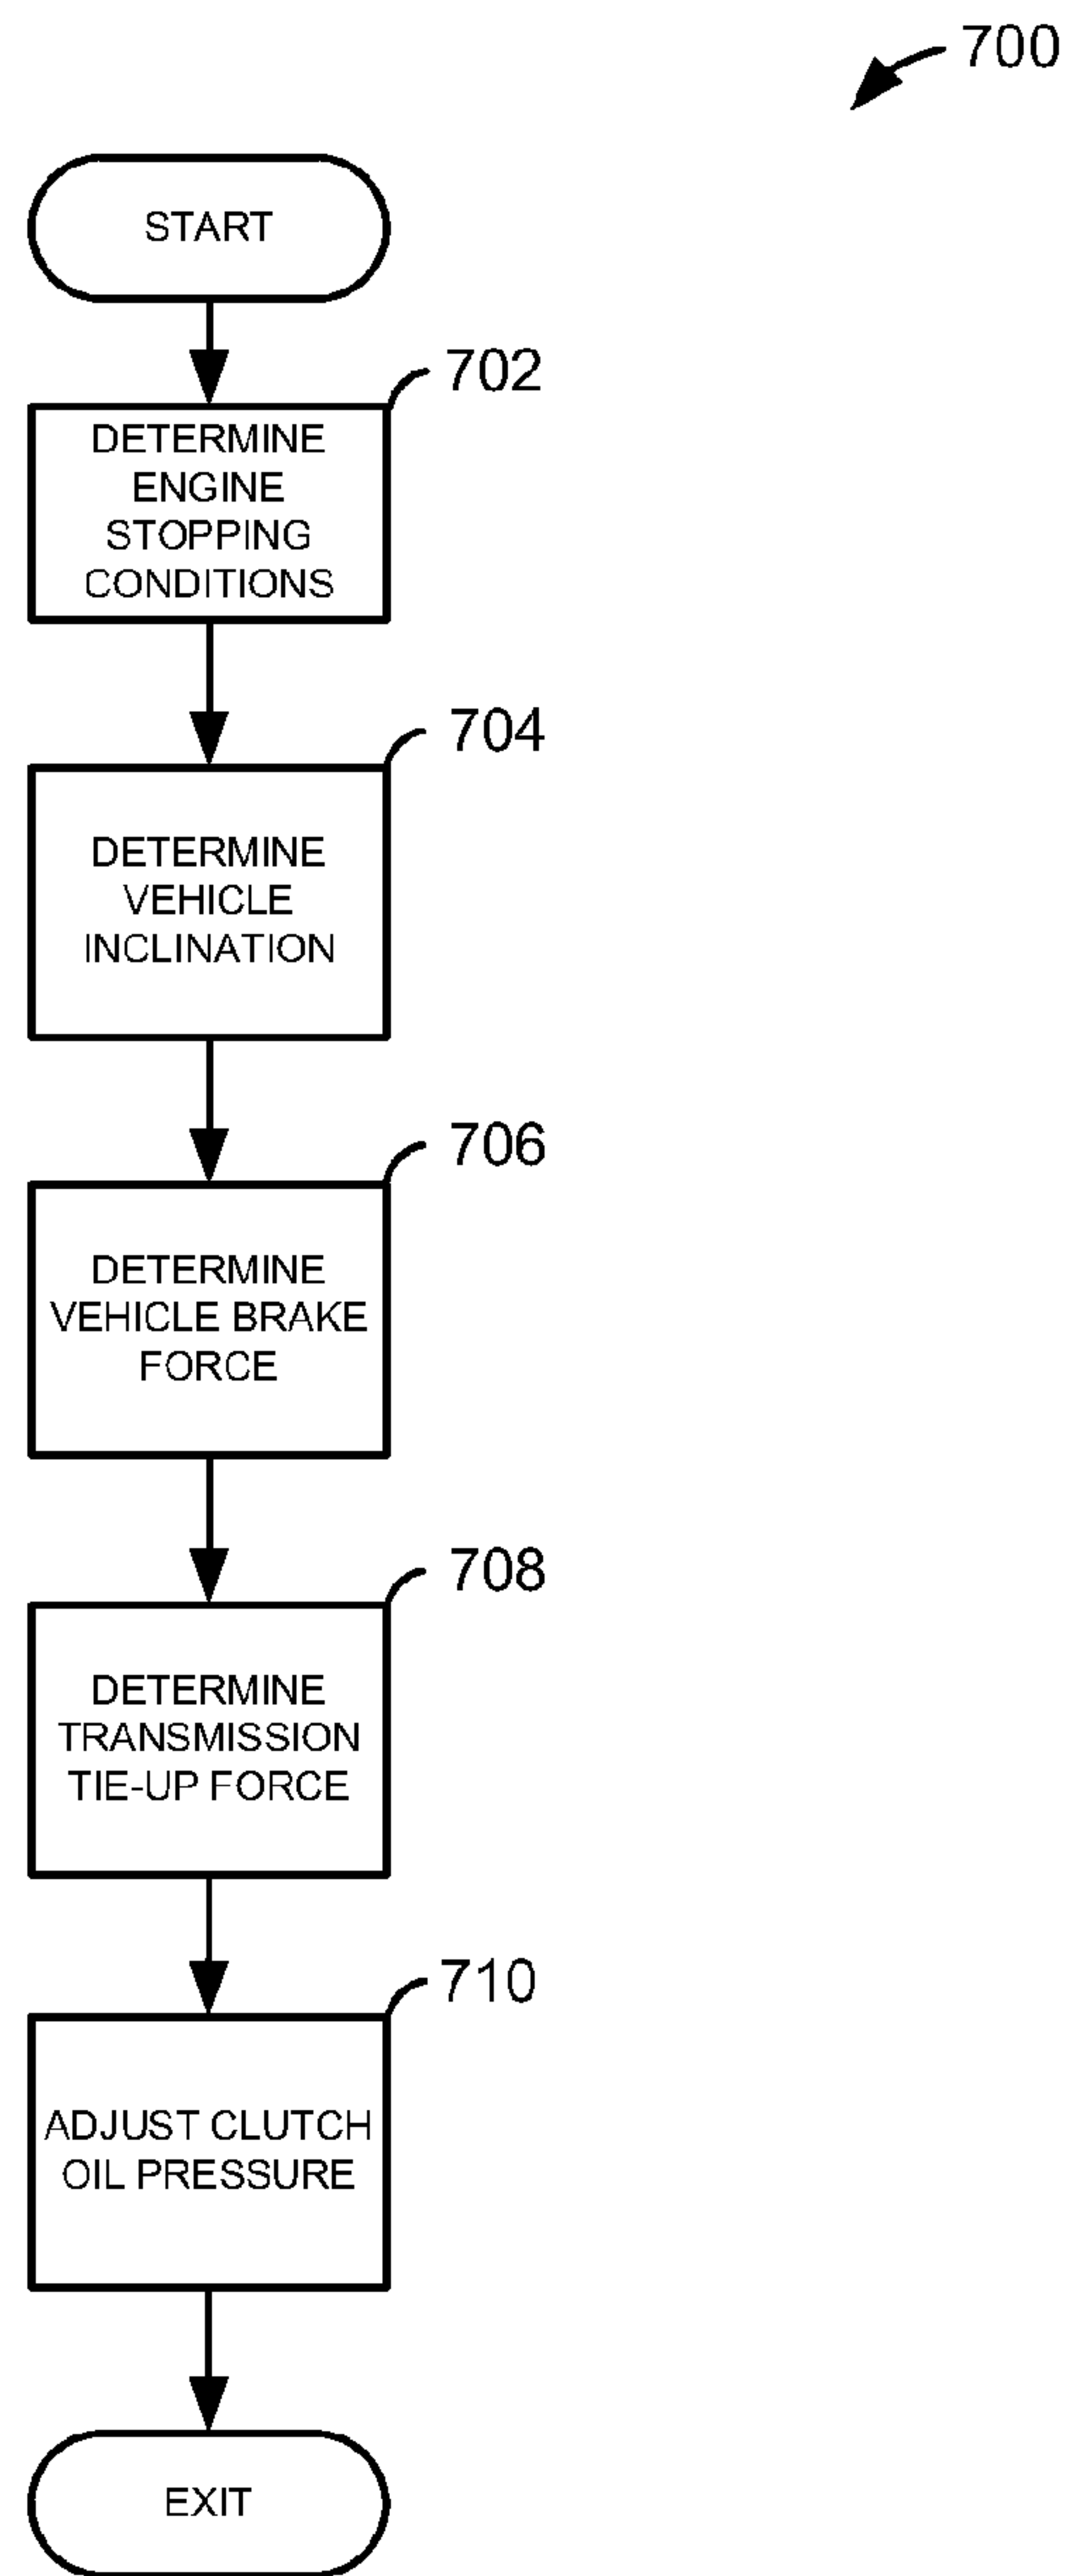 700
START
702
DETERMINE
ENGINE
STOPPING
CONDITIONS
704
DETERMINE
VEHICLE
INCLINATION
706
DETERMINE
VEHICLE BRAKE
FORCE
708
DETERMINE
TRANSMISSION
TIE-UP FORCE
710
ADJUST CLUTCH
OIL PRESSURE
EXIT